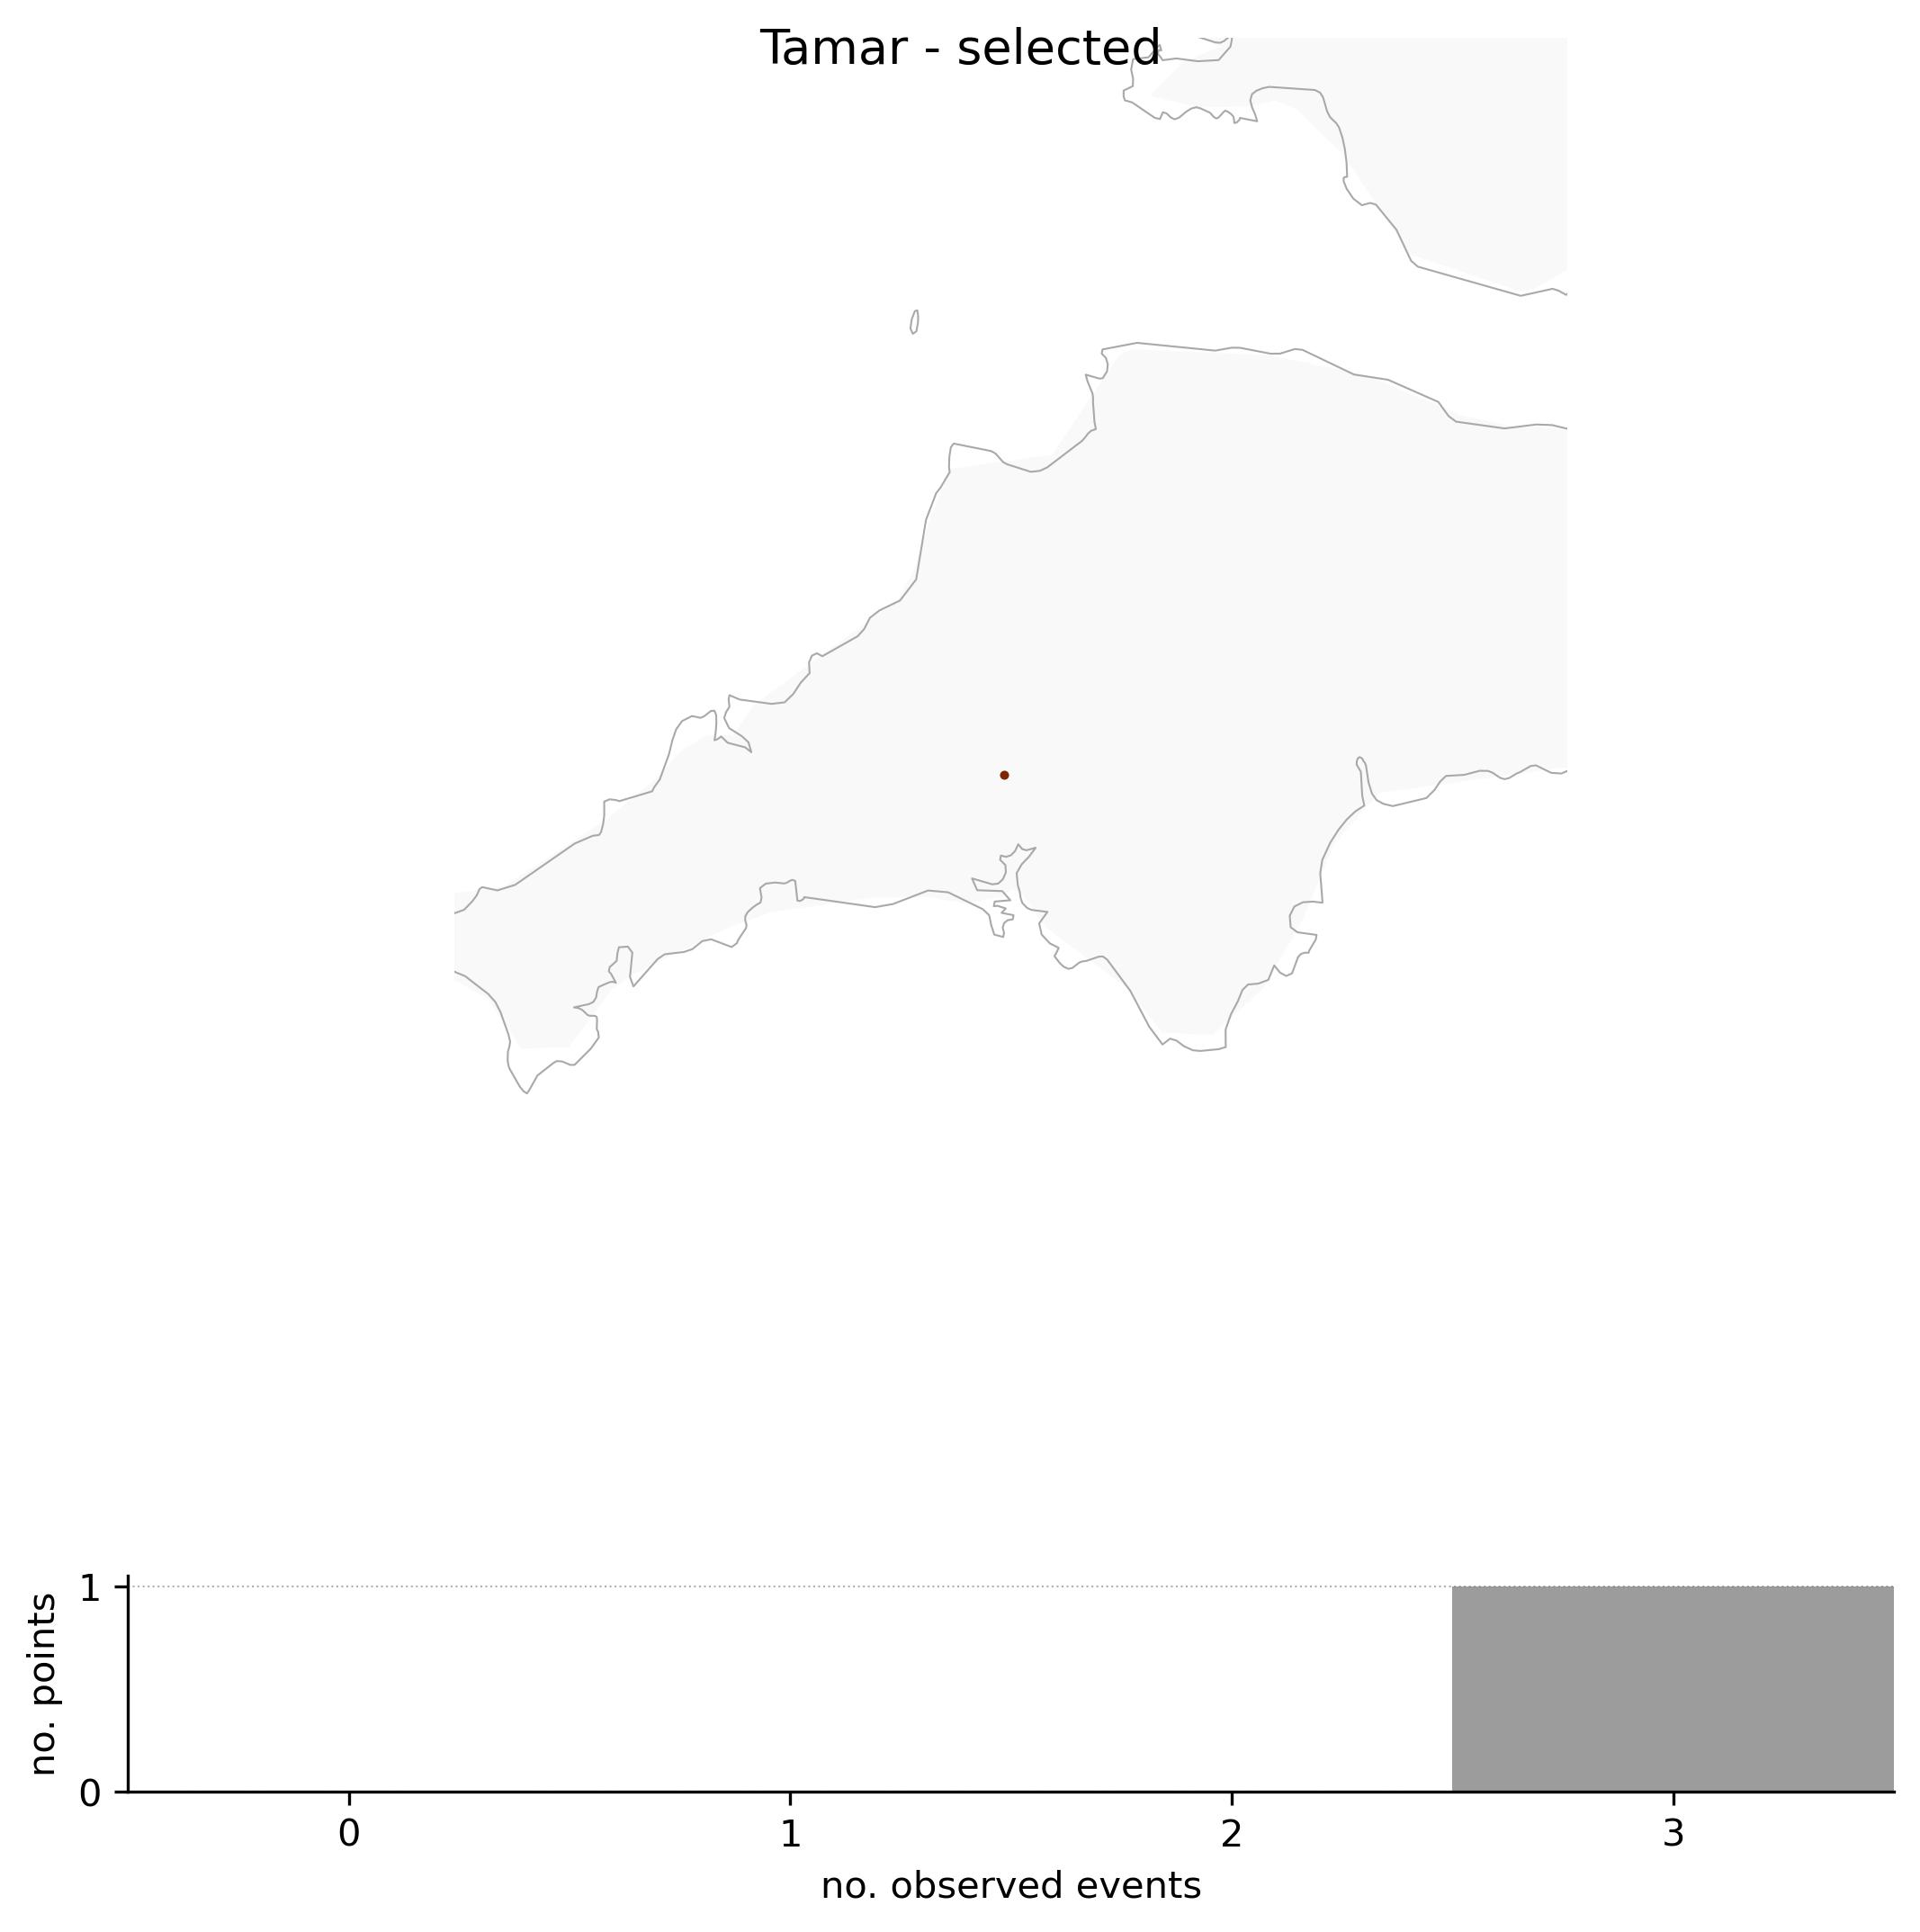 Tamar - selected
no. points
1
0
0 1 2 3
no. observed events